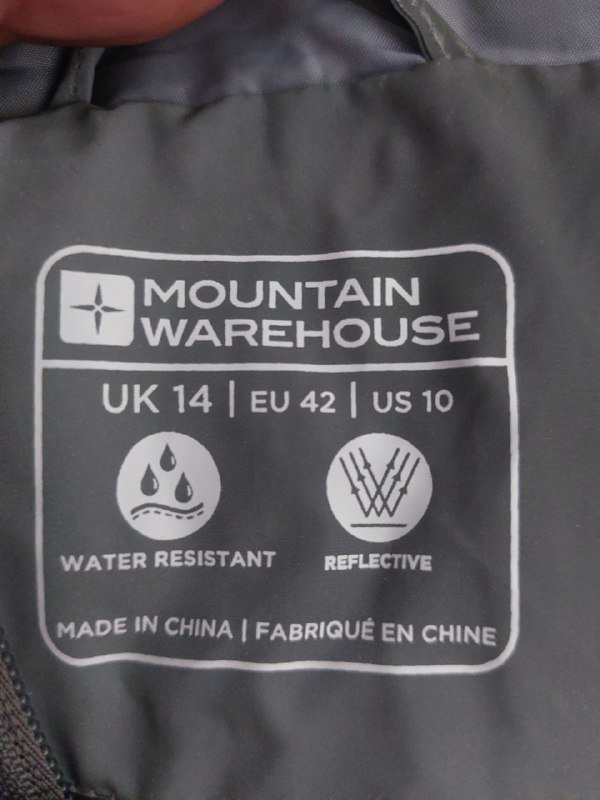 MOUNTAIN
WAREHOUSE
UK 14 | EU 42 | US 10
WATER RESISTANT
REFLECTIVE
MADE IN CHINA | FABRIQUÉ EN CHINE